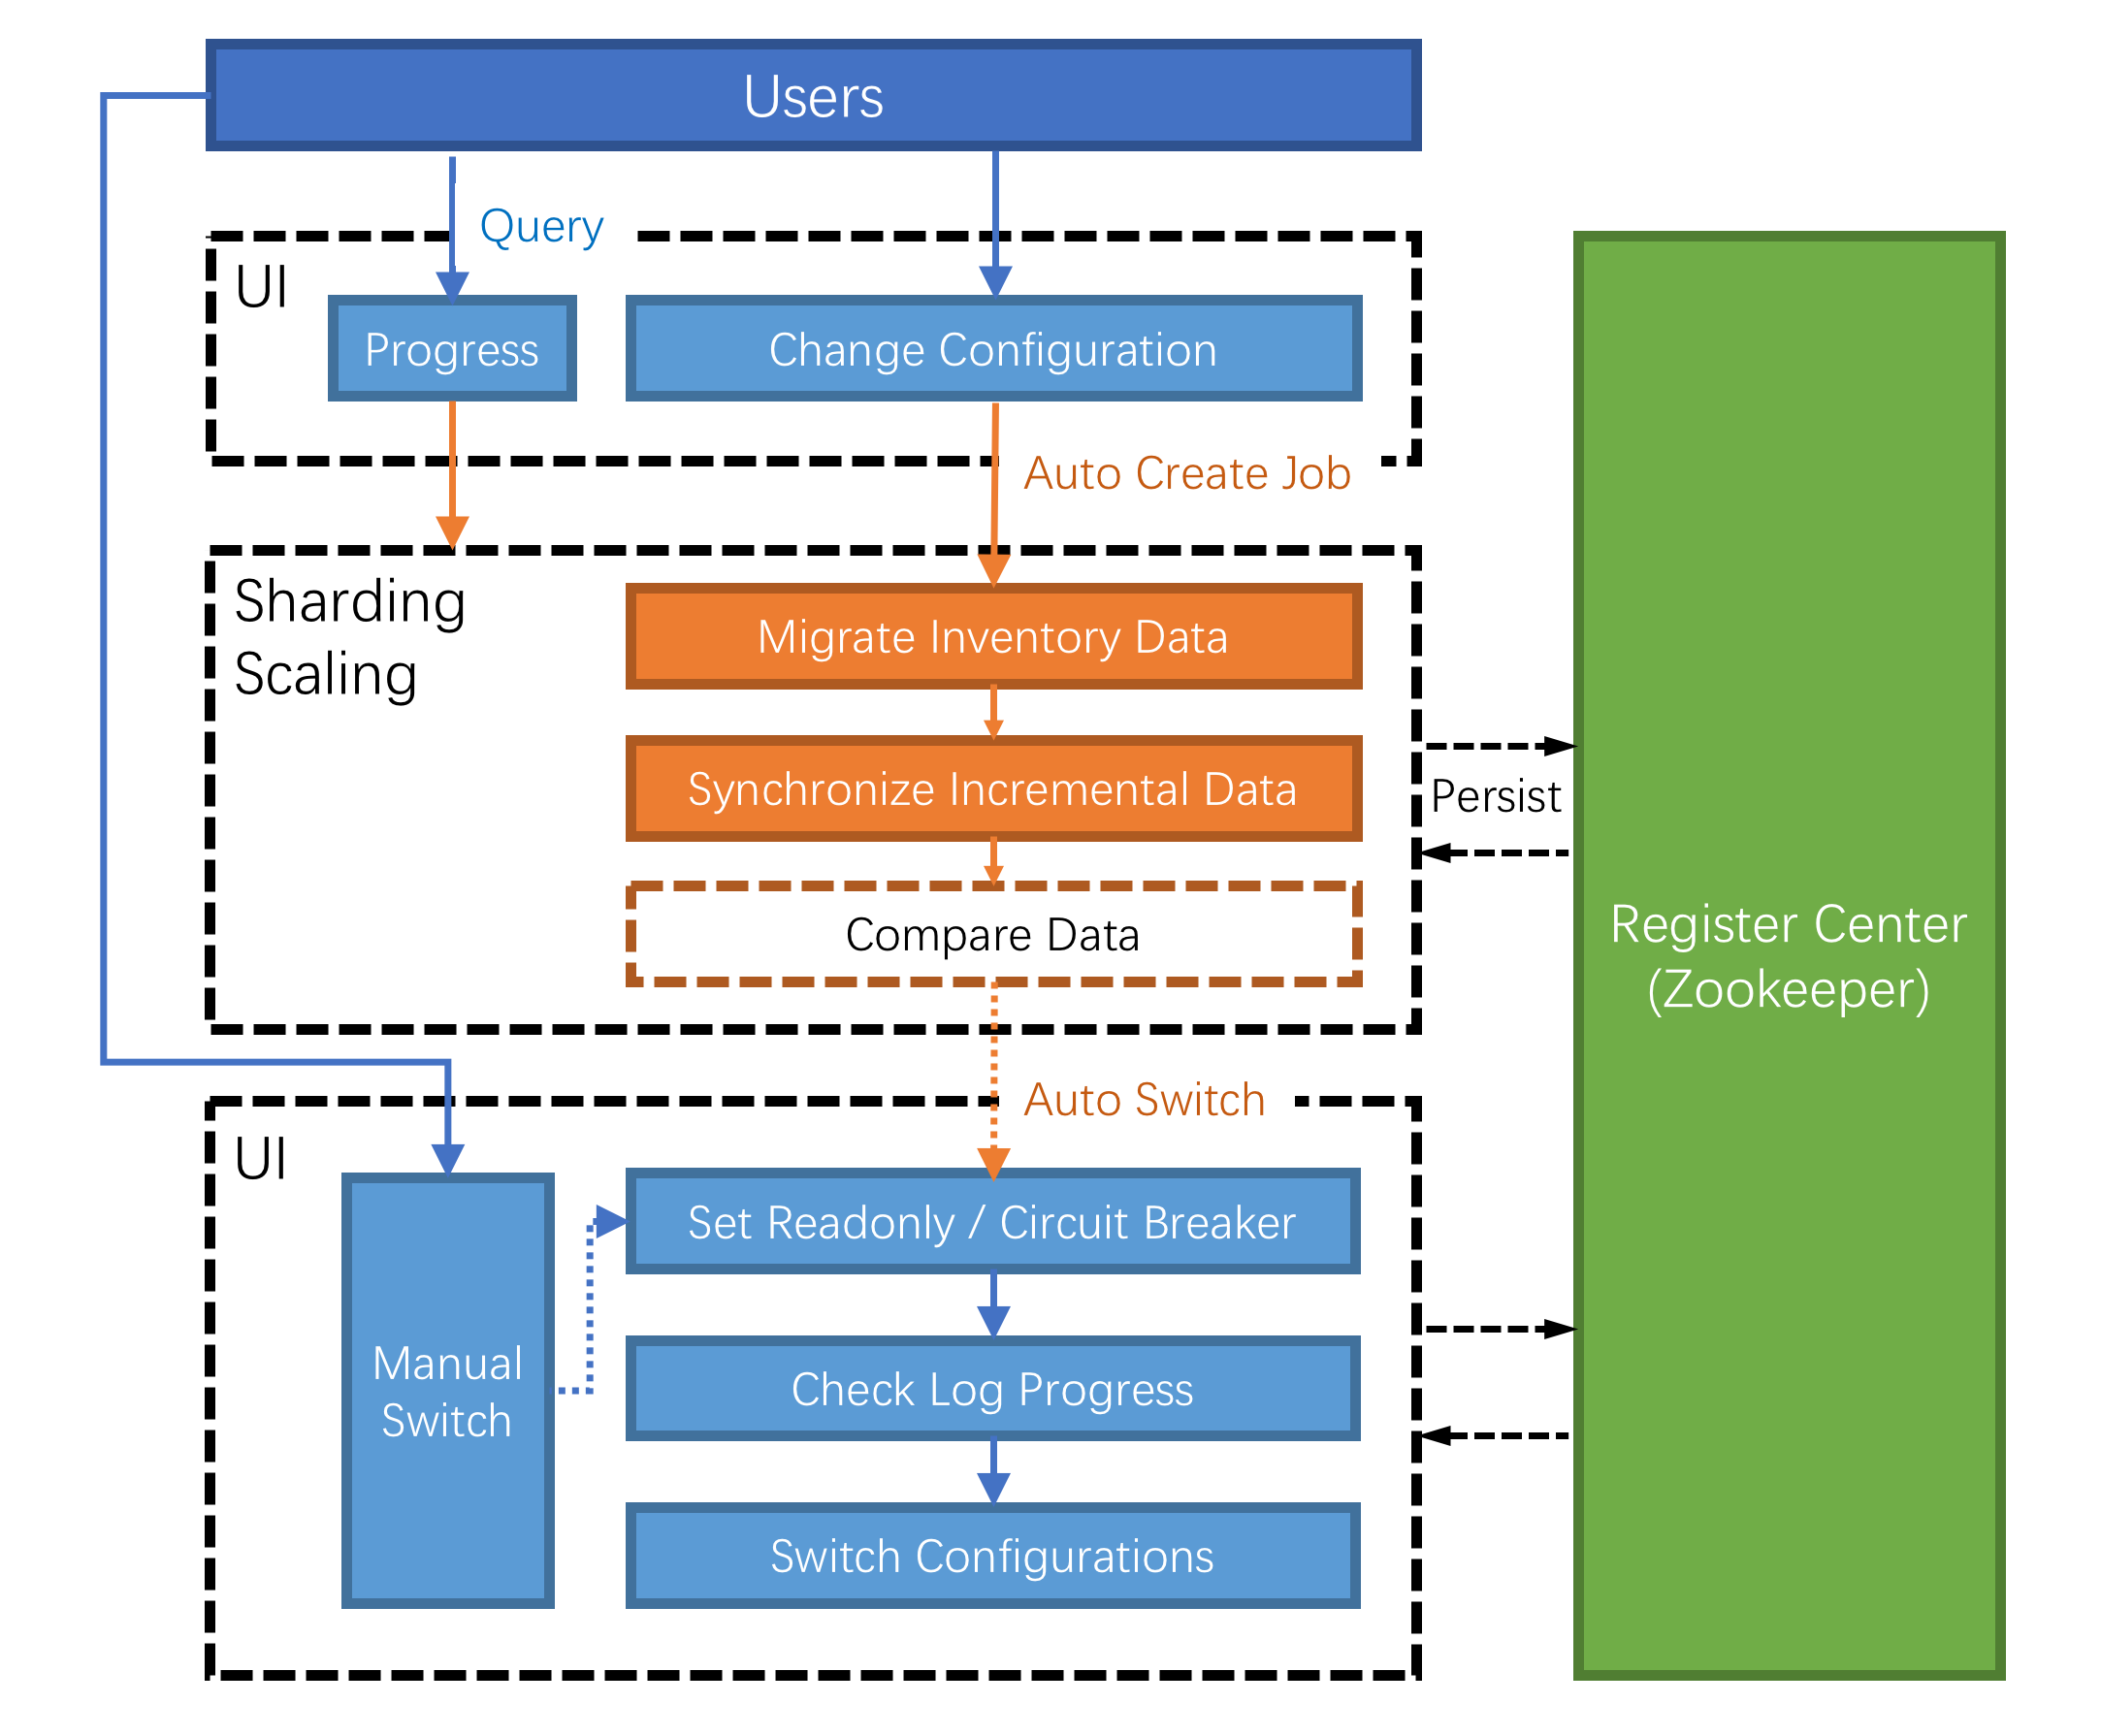 Users
Query
UI
Progress
Change Configuration
Auto Create Job
Sharding
Scaling
Migrate Inventory Data
Synchronize Incremental Data
Persist
Compare Data
Register Center
(Zookeeper)
Auto Switch
UI
Set Readonly / Circuit Breaker
Manual
Switch
Check Log Progress
Switch Configurations